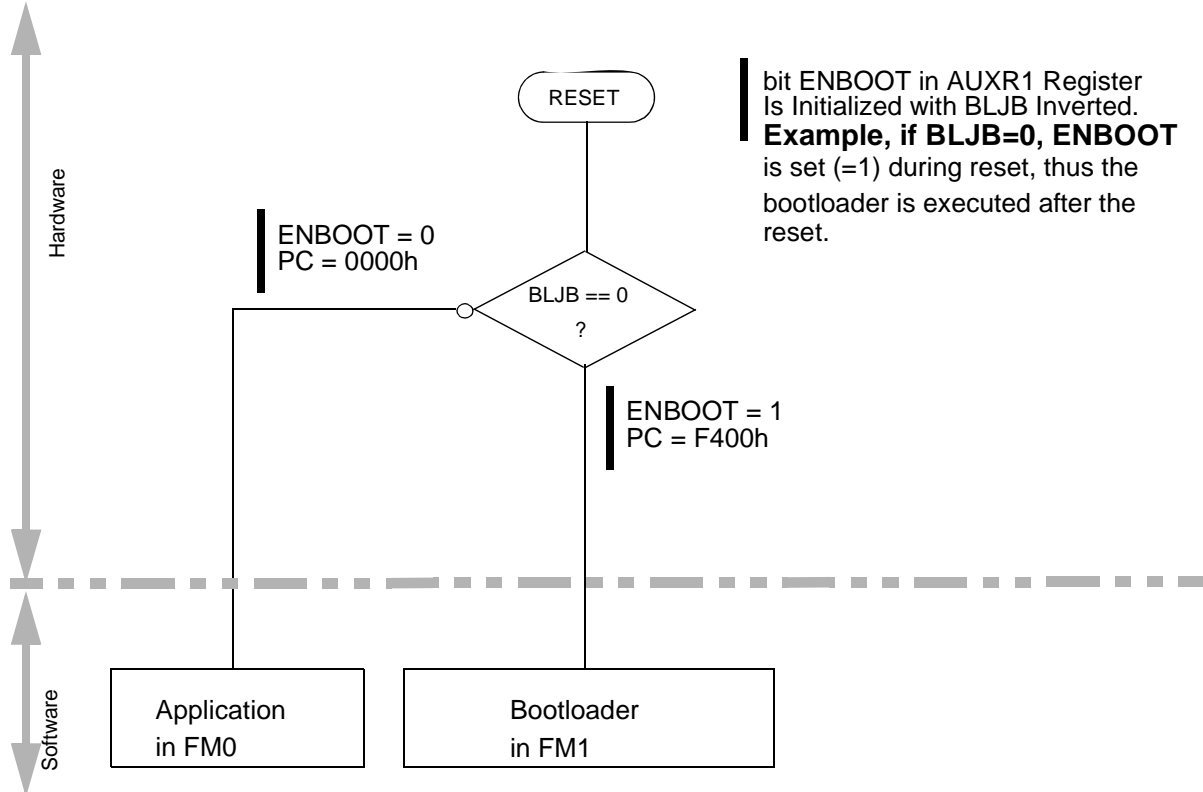 RESET
bit ENBOOT in AUXR1 Register
Is Initialized with BLJB Inverted.
Example, if BLJB=0, ENBOOT
is set (=1) during reset, thus the
bootloader is executed after the
reset.
Hardware
ENBOOT = 0
PC = 0000h
BLJB == 0
?
ENBOOT = 1
PC = F400h
Software
Application
in FM0
Bootloader
in FM1